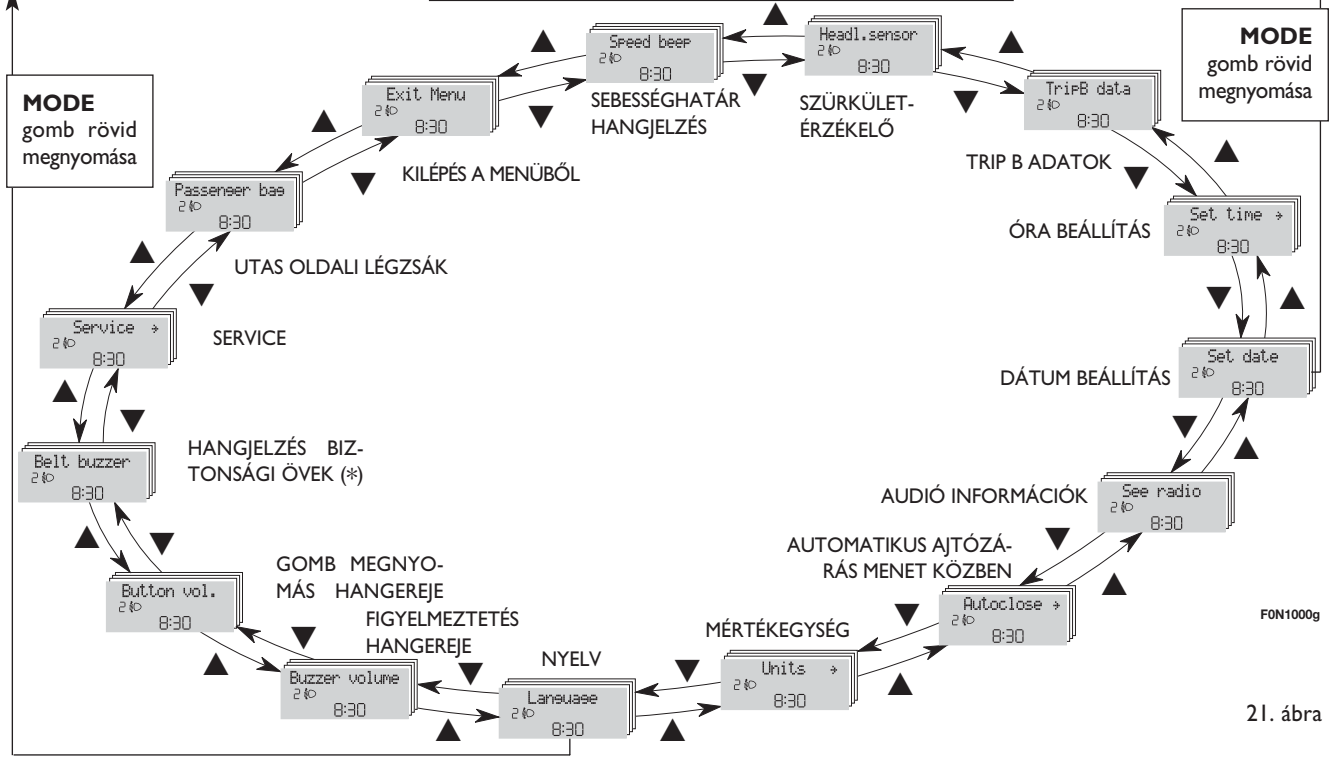 MODE
gomb rövid
megnyomása
Speed beep
8:30
SEBESSÉGHATÁR
HANGJELZÉS
Headl.sensor
8:30
SZÜRKÜLET-
ÉRZÉKELŐ
MODE
gomb rövid
megnyomása
TripB data
8:30
TRIP B ADATOK
Set time →
8:30
ÓRA BEÁLLÍTÁS
Set date
8:30
DÁTUM BEÁLLÍTÁS
See radio
8:30
AUDIÓ INFORMÁCIÓK
Autoclose →
8:30
AUTOMATIKUS AJTÓZÁ-
RÁS MENET KÖZBEN
Units →
8:30
MÉRTÉKEGYSÉG
Language
8:30
NYELV
Buzzer volume
8:30
FIGYELMEZTETÉS
HANGEREJE
Button vol.
8:30
GOMB MEGNYO-
MÁS HANGEREJE
Belt buzzer
8:30
HANGJELZÉS BIZ-
TONSÁGI ÖVEK (*)
Service →
8:30
SERVICE
Passenger bag
8:30
UTAS OLDALI LÉGZSÁK
Exit Menu
8:30
KILÉPÉS A MENÜBŐL
F0N1000g
21. ábra